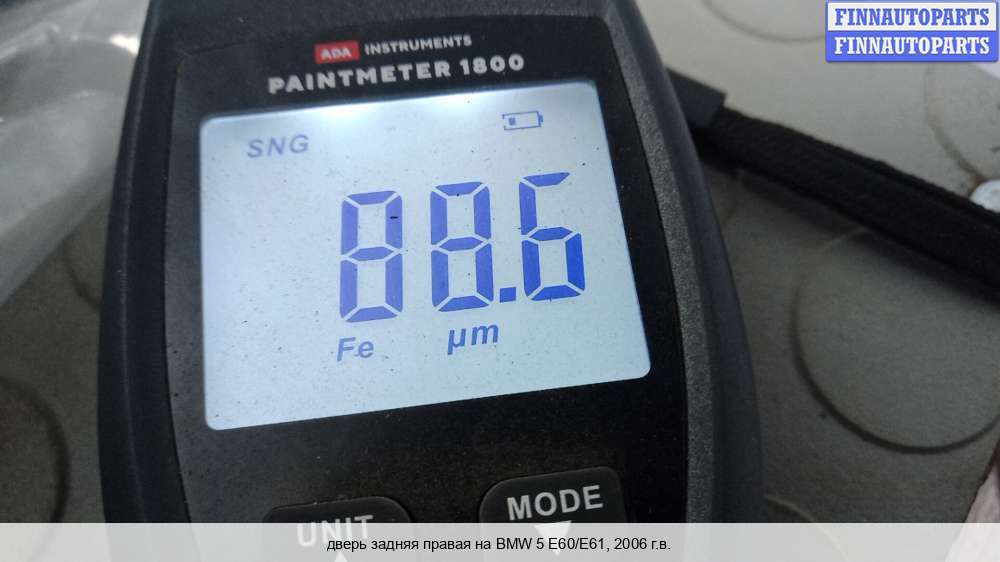 FINNAUTOPARTS
FINNAUTOPARTS
ADA INSTRUMENTS
PAINTMETER 1800
SNG
88.6
Fe µm
UNIT
MODE
дверь задняя правая на BMW 5 E60/E61, 2006 г.в.